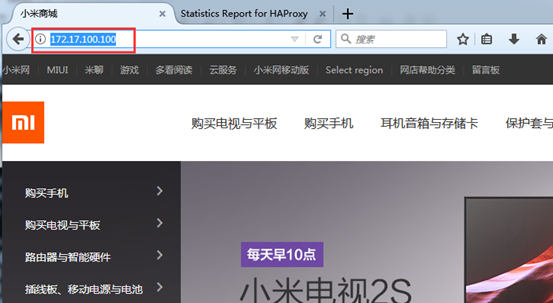 小米商城 Statistics Report for HAProxy
172.17.100.100 搜索
小米网 MIUI 米聊 游戏 多看阅读 云服务 小米网移动版 Select region 网店帮助分类 留言板
mi 购买电视与平板 购买手机 耳机音箱与存储卡 保护套与
购买手机
购买电视与平板
路由器与智能硬件
插线板、移动电源与电池
每天早10点
小米电视2S